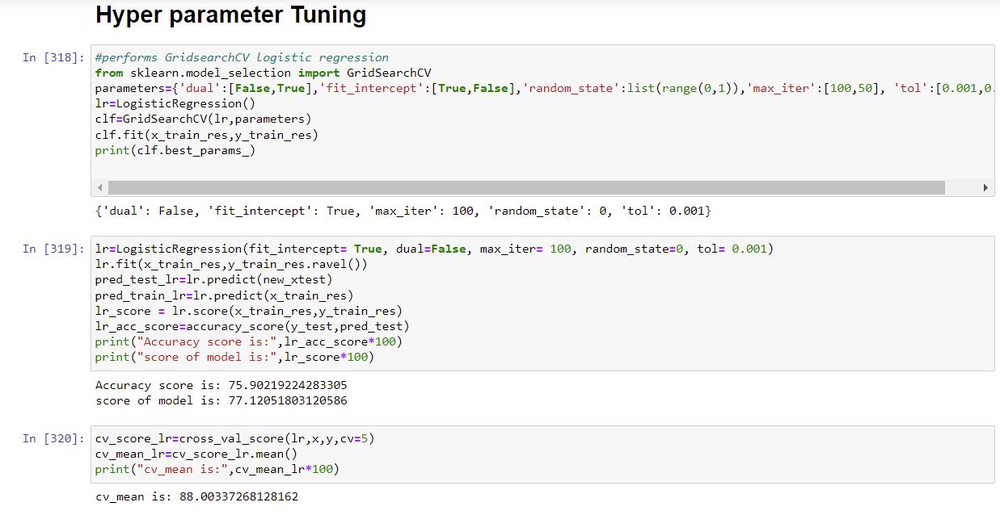 Hyper parameter Tuning
In [318]:
#performs GridsearchCV logistic regression
from sklearn.model_selection import GridSearchCV
parameters={'dual':[False,True],'fit_intercept':[True,False],'random_state':list(range(0,1)),'max_iter':[100,50], 'tol':[0.001,0.
lr=LogisticRegression()
clf=GridSearchCV(lr,parameters)
clf.fit(x_train_res,y_train_res)
print(clf.best_params_)
{'dual': False, 'fit_intercept': True, 'max_iter': 100, 'random_state': 0, 'tol': 0.001}
In [319]:
lr=LogisticRegression(fit_intercept= True, dual=False, max_iter= 100, random_state=0, tol= 0.001)
lr.fit(x_train_res,y_train_res.ravel())
pred_test_lr=lr.predict(new_xtest)
pred_train_lr=lr.predict(x_train_res)
lr_score = lr.score(x_train_res,y_train_res)
lr_acc_score=accuracy_score(y_test,pred_test)
print("Accuracy score is:",lr_acc_score*100)
print("score of model is:",lr_score*100)
Accuracy score is: 75.90219224283305
score of model is: 77.12051803120586
In [320]:
cv_score_lr=cross_val_score(lr,x,y,cv=5)
cv_mean_lr=cv_score_lr.mean()
print("cv_mean is:",cv_mean_lr*100)
cv_mean is: 88.00337268128162